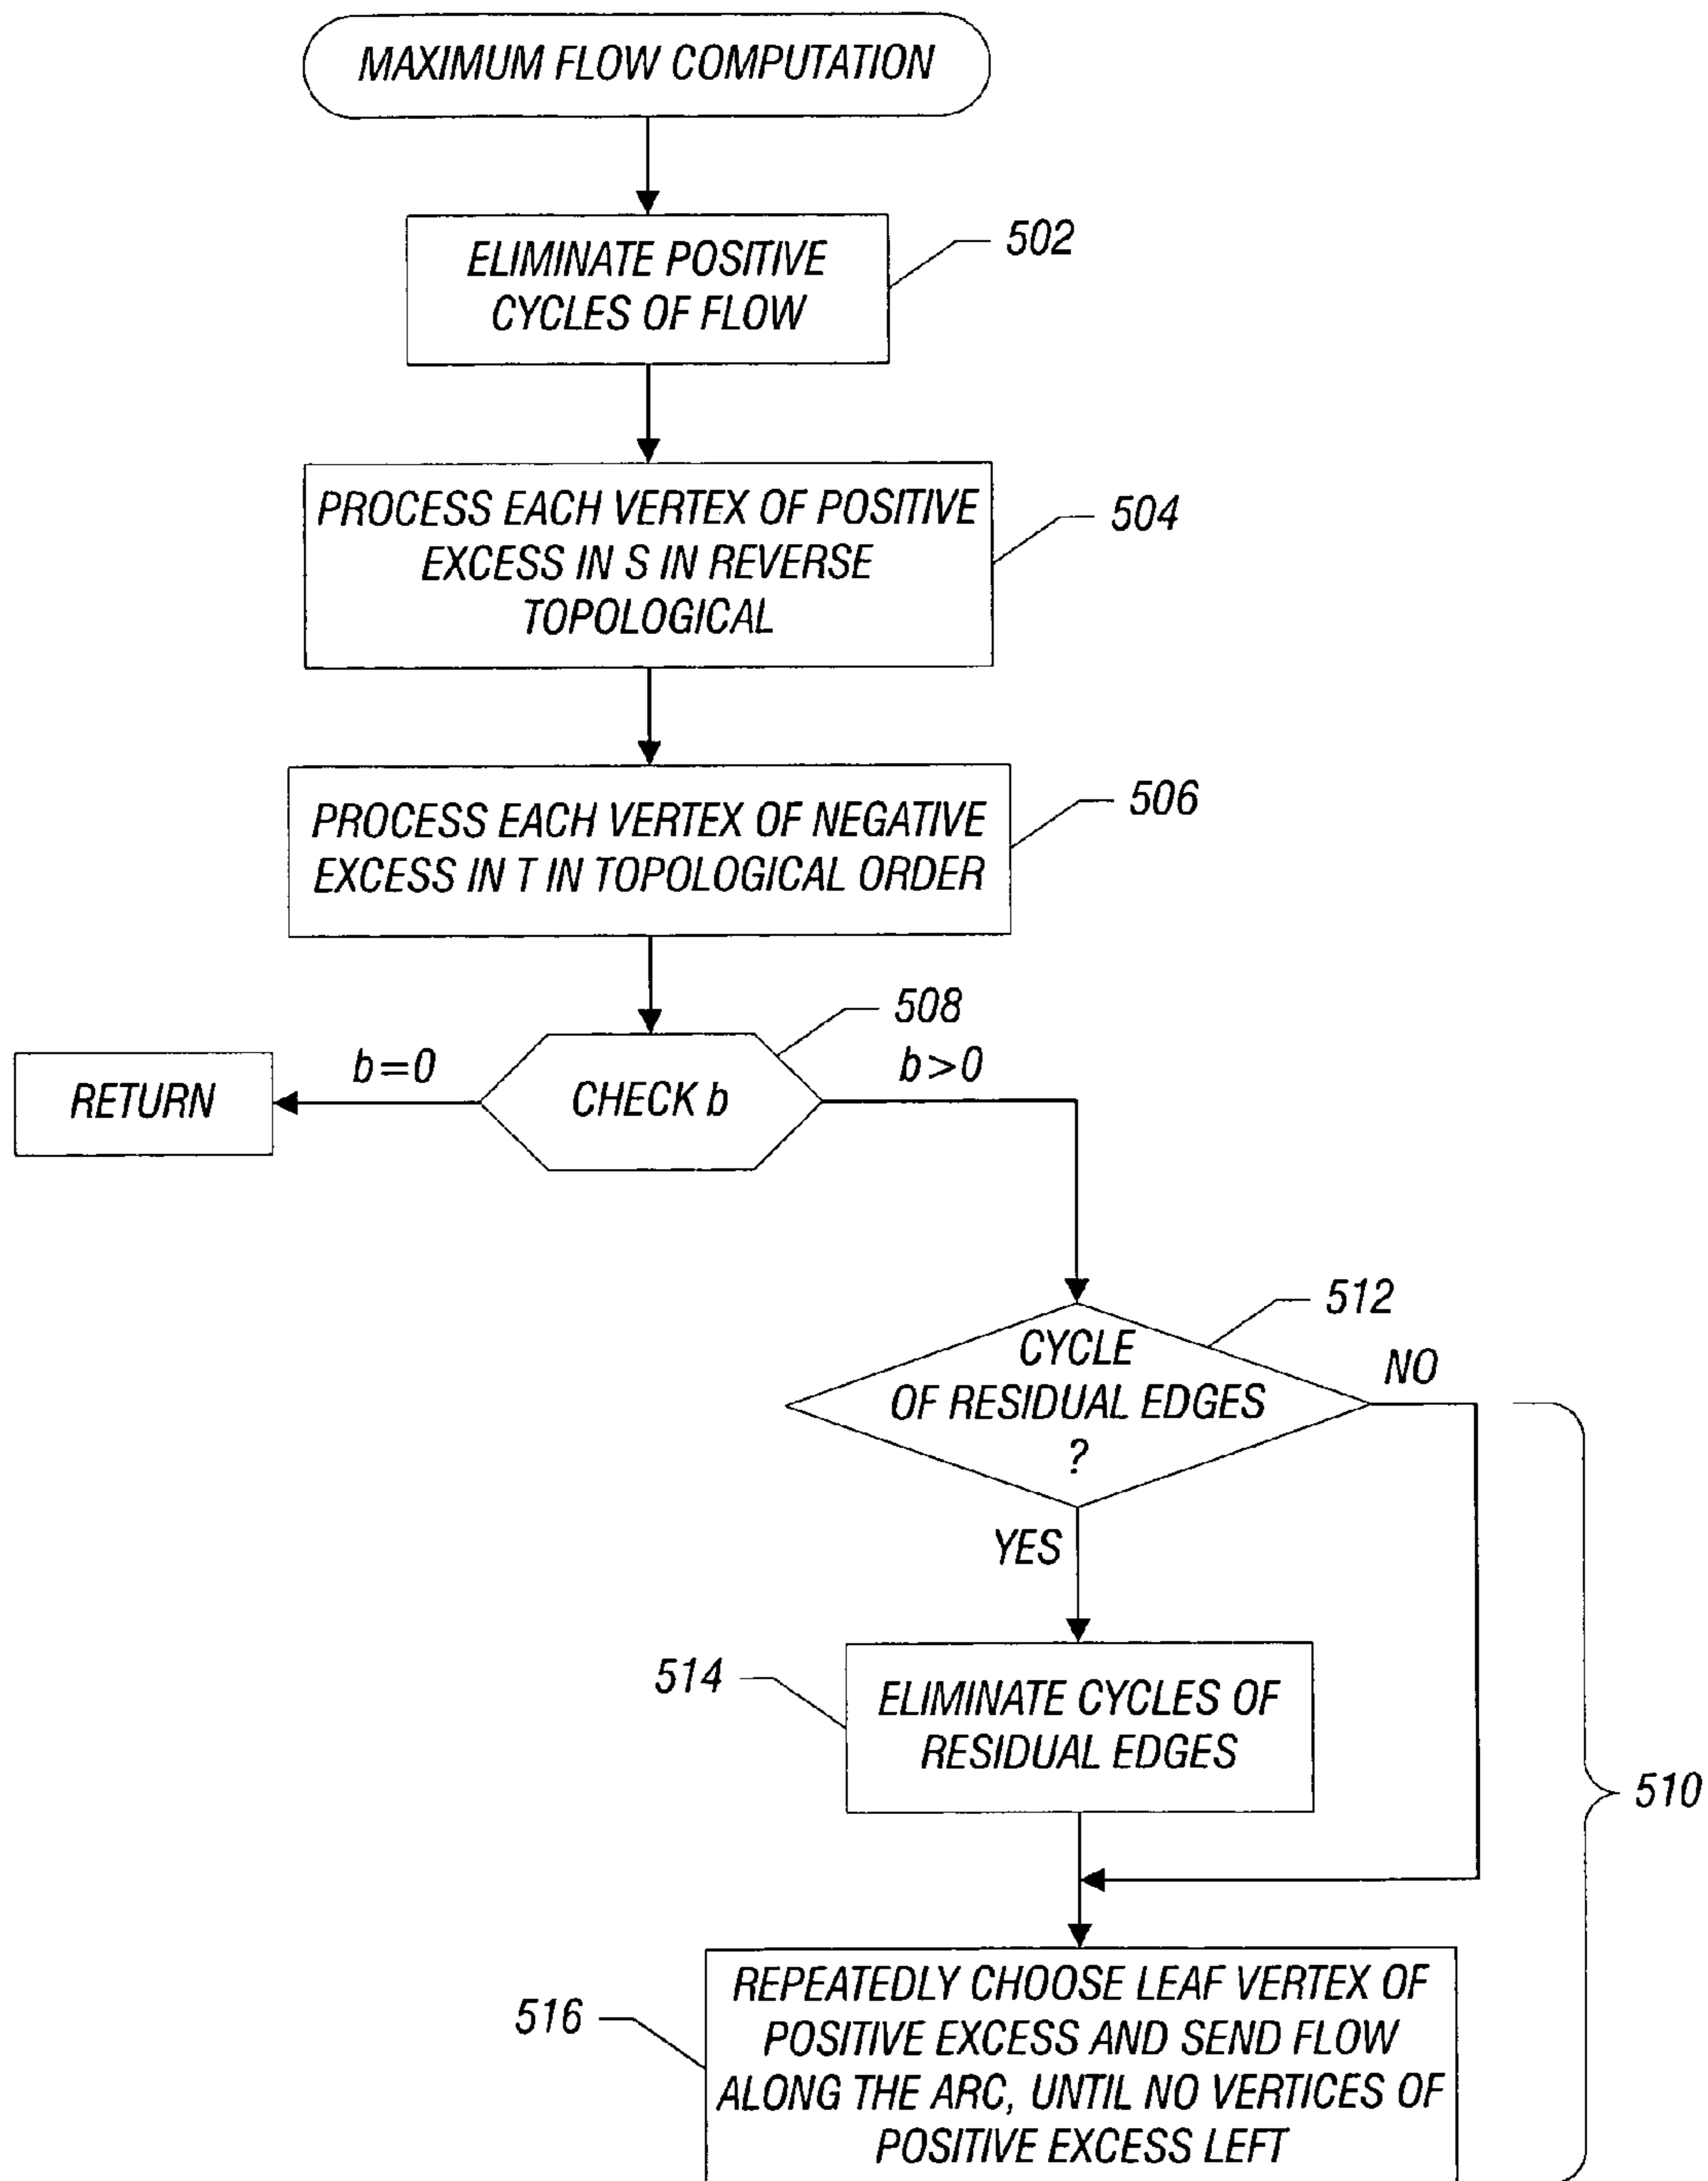 MAXIMUM FLOW COMPUTATION
ELIMINATE POSITIVE
CYCLES OF FLOW
502
PROCESS EACH VERTEX OF POSITIVE
EXCESS IN S IN REVERSE
TOPOLOGICAL
504
PROCESS EACH VERTEX OF NEGATIVE
EXCESS IN T IN TOPOLOGICAL ORDER
506
508
RETURN
b=0
CHECK b
b>0
512
CYCLE
OF RESIDUAL EDGES
?
NO
YES
514
ELIMINATE CYCLES OF
RESIDUAL EDGES
510
516
REPEATEDLY CHOOSE LEAF VERTEX OF
POSITIVE EXCESS AND SEND FLOW
ALONG THE ARC, UNTIL NO VERTICES OF
POSITIVE EXCESS LEFT